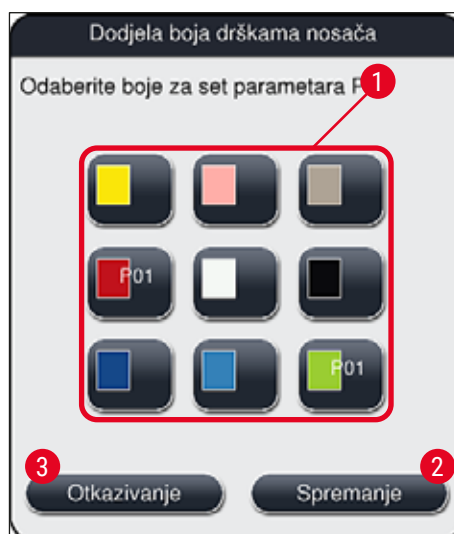 Dodjela boja drškama nosača
Odaberite boje za set parametara P
1
P01
P01
3
Otkazivanje
2
Spremanje